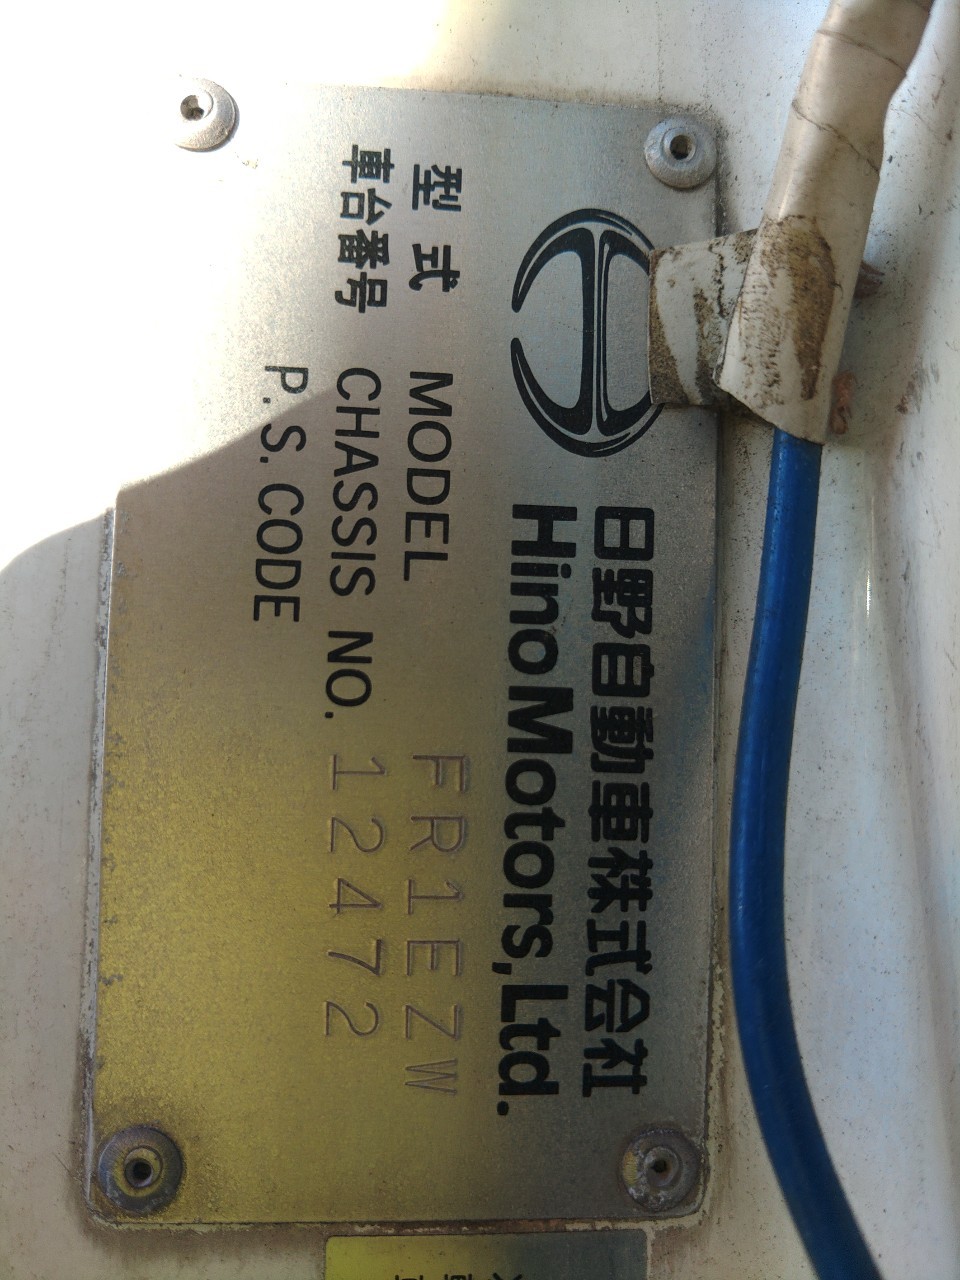 日野自動車株式会社
Hino Motors, Ltd.
型式 MODEL FR1EZW
車台番号 CHASSIS NO. 12472
P.S.CODE